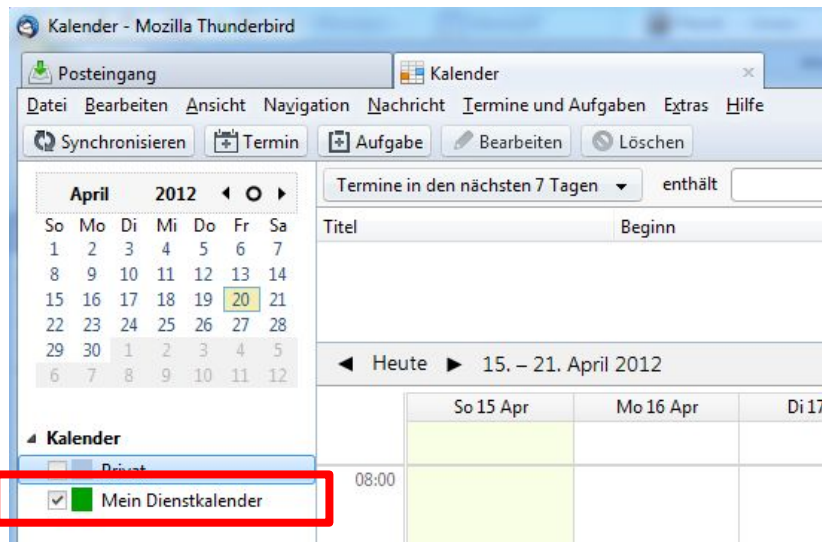 Kalender - Mozilla Thunderbird
Posteingang
Kalender
Datei Bearbeiten Ansicht Navigation Nachricht Termine und Aufgaben Extras Hilfe
Synchronisieren Termin Aufgabe Bearbeiten Löschen
April 2012
Termine in den nächsten 7 Tagen enthält
So Mo Di Mi Do Fr Sa
Titel Beginn
1 2 3 4 5 6 7
8 9 10 11 12 13 14
15 16 17 18 19 20 21
22 23 24 25 26 27 28
29 30 1 2 3 4 5
6 7 8 9 10 11 12
Heute 15. – 21. April 2012
So 15 Apr Mo 16 Apr Di 17
Kalender
Privat
08:00
Mein Dienstkalender